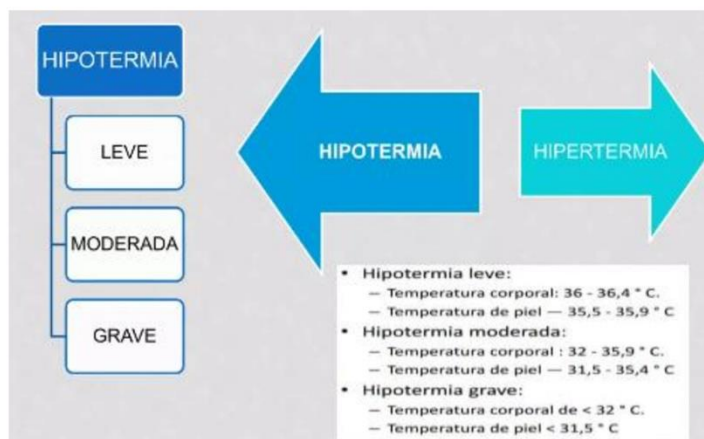 HIPOTERMIA
LEVE
MODERADA
GRAVE
HIPOTERMIA
HIPERTERMIA
• Hipotermia leve:
– Temperatura corporal: 36 - 36,4 ° C.
– Temperatura de piel — 35,5 - 35,9 ° C
• Hipotermia moderada:
– Temperatura corporal : 32 - 35,9 ° C.
– Temperatura de piel — 31,5 - 35,4 ° C
• Hipotermia grave:
– Temperatura corporal de < 32 ° C.
– Temperatura de piel < 31,5 ° C